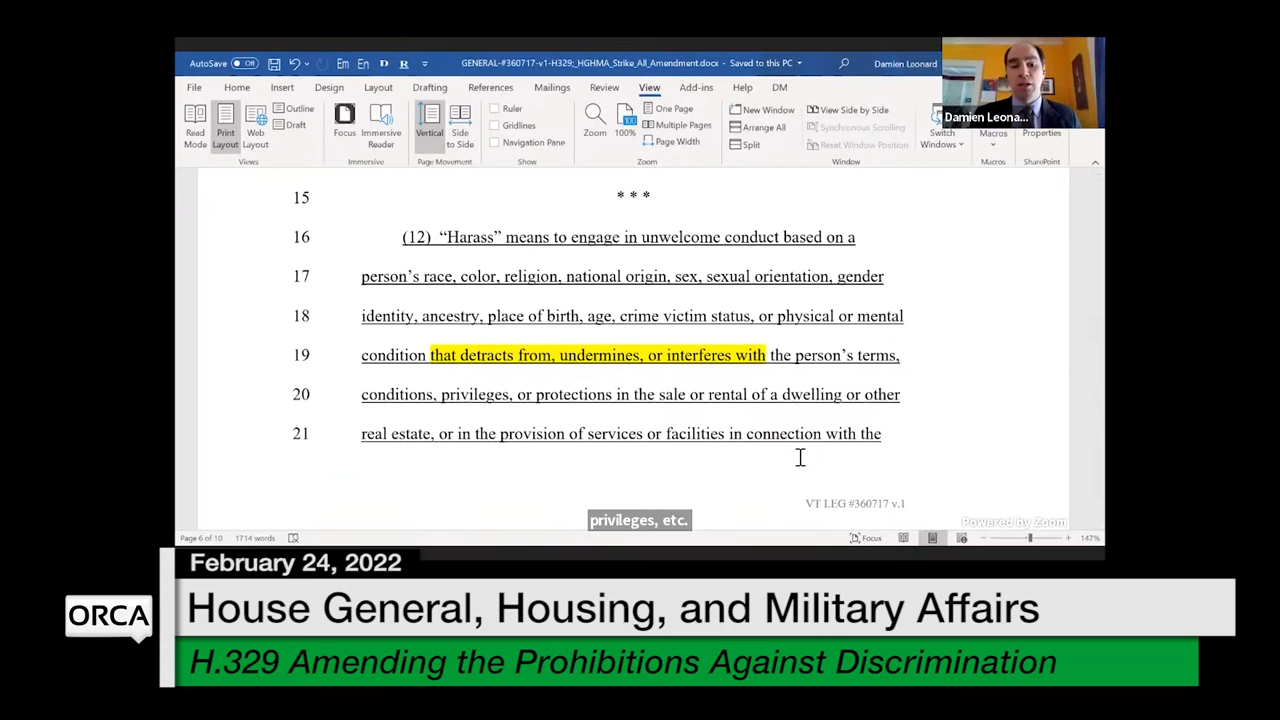 AutoSave Off Em En D R GENERAL-#360717-v1-H329;_HGHMA_Strike_All_Amendment.docx - Saved to this PC Damien Leonard
File Home Insert Design Layout Drafting References Mailings Review View Add-ins Help DM
Read Mode
Print Layout
Web Layout
Outline
Draft
Views
Focus
Immersive Reader
Immersive
Vertical
Side to Side
Page Movement
Ruler
Gridlines
Navigation Pane
Show
Zoom
100
100%
One Page
Multiple Pages
Page Width
Zoom
New Window
Arrange All
Split
View Side by Side
Synchronous Scrolling
Reset Window Position
Window
Switch Windows
Macros
Macros
Properties
SharePoint
Damien Leona...
15 * * *
16 (12) “Harass” means to engage in unwelcome conduct based on a
17 person’s race, color, religion, national origin, sex, sexual orientation, gender
18 identity, ancestry, place of birth, age, crime victim status, or physical or mental
19 condition that detracts from, undermines, or interferes with the person’s terms,
20 conditions, privileges, or protections in the sale or rental of a dwelling or other
21 real estate, or in the provision of services or facilities in connection with the
VT LEG #360717 v.1
privileges, etc.
Powered by Zoom
Page 6 of 10 1714 words Focus 147%
February 24, 2022
ORCA
House General, Housing, and Military Affairs
H.329 Amending the Prohibitions Against Discrimination